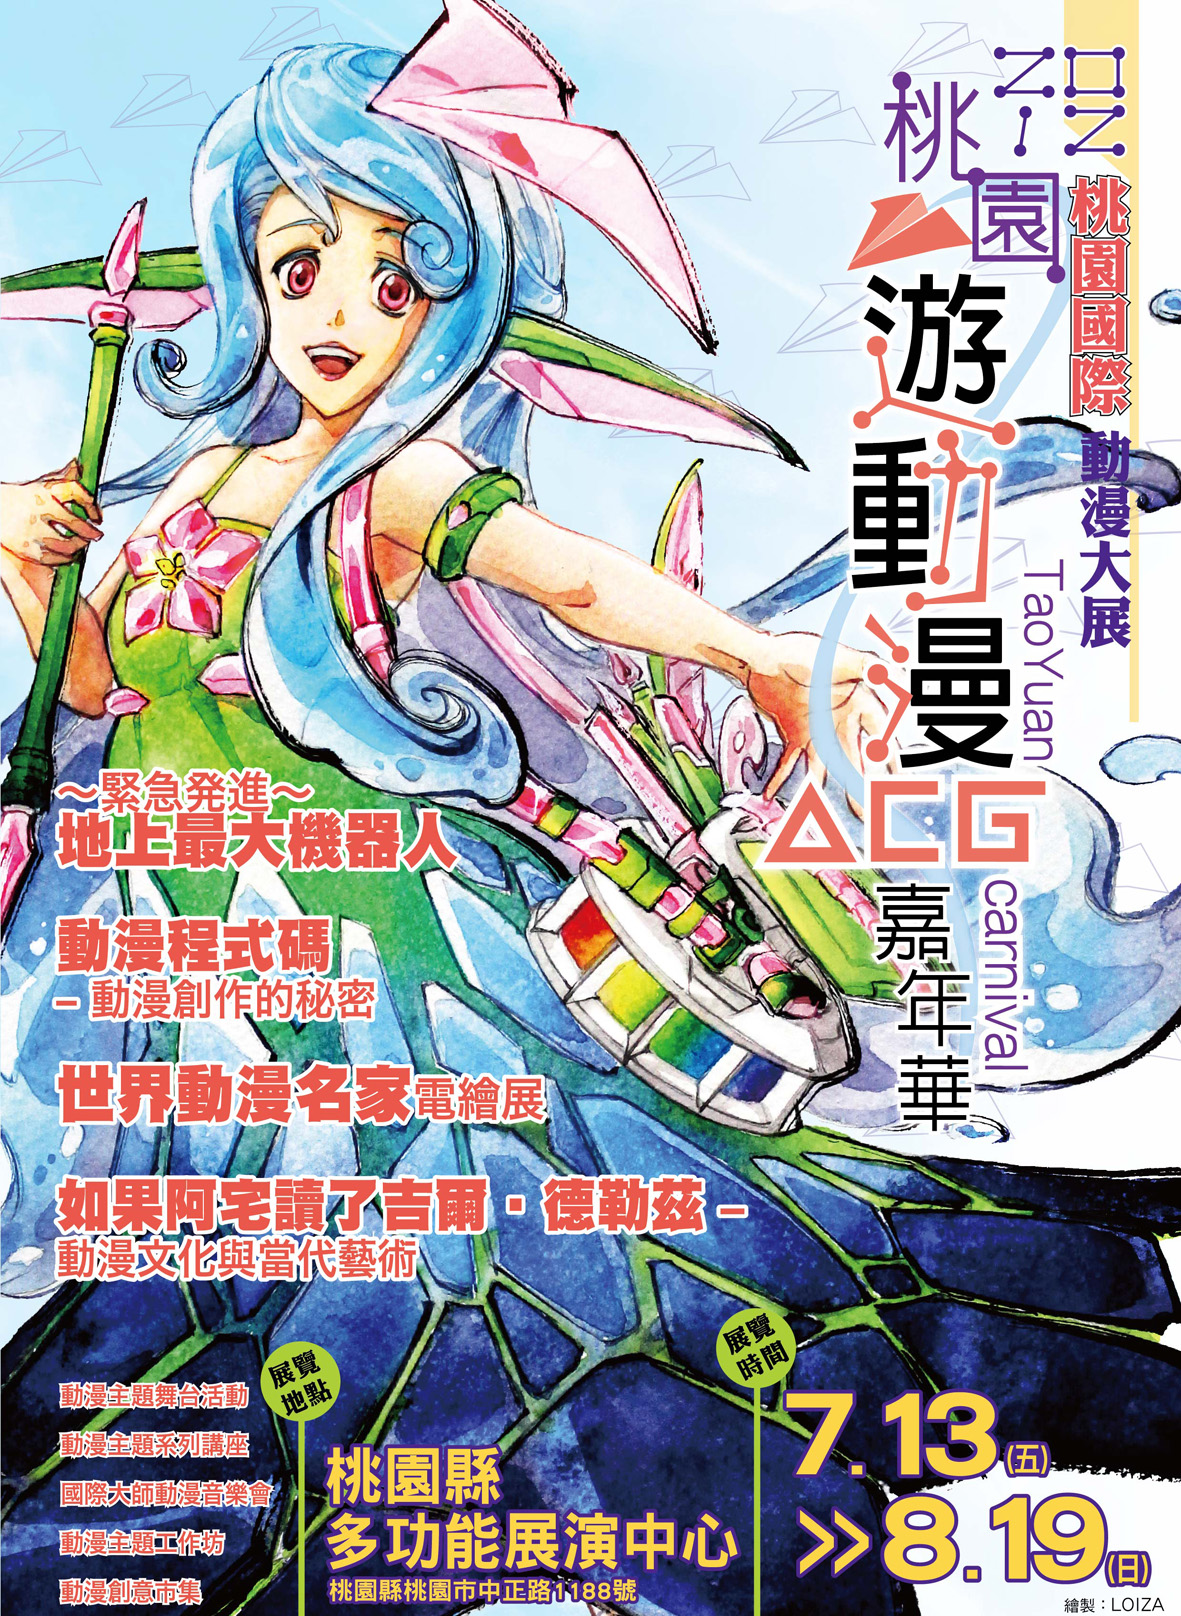 2012
桃園國際
動漫大展
桃園
游動漫
TaoYuan
ACG
carnival
嘉年華
～緊急発進～
地上最大機器人
動漫程式碼
– 動漫創作的秘密
世界動漫名家電繪展
如果阿宅讀了吉爾·德勒茲 –
動漫文化與當代藝術
動漫主題舞台活動
動漫主題系列講座
國際大師動漫音樂會
動漫主題工作坊
動漫創意市集
展覽
地點
桃園縣
多功能展演中心
桃園縣桃園市中正路1188號
展覽
時間
7.13(五)
>>8.19(日)
繪製：LOIZA